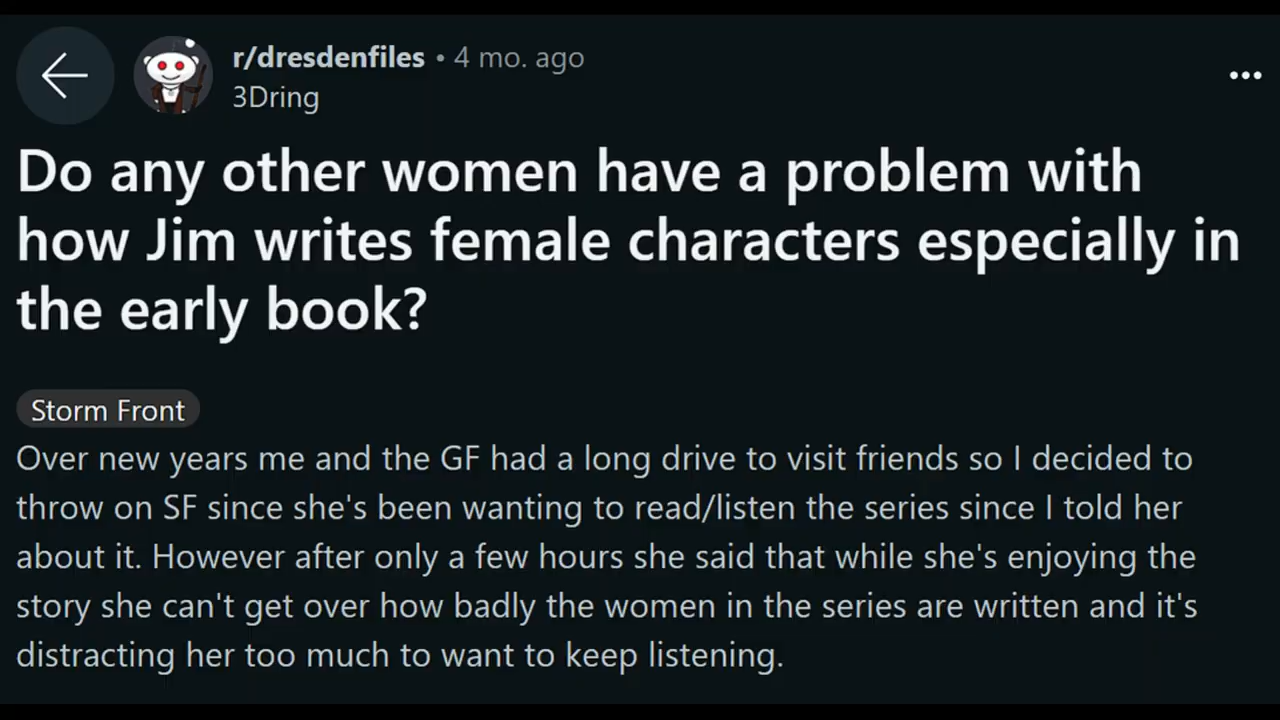 r/dresdenfiles • 4 mo. ago
3Dring
Do any other women have a problem with
how Jim writes female characters especially in
the early book?
Storm Front
Over new years me and the GF had a long drive to visit friends so I decided to
throw on SF since she's been wanting to read/listen the series since I told her
about it. However after only a few hours she said that while she's enjoying the
story she can't get over how badly the women in the series are written and it's
distracting her too much to want to keep listening.